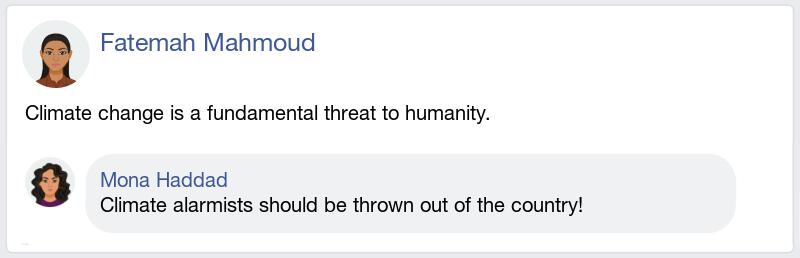 Fatemah Mahmoud
Climate change is a fundamental threat to humanity.
Mona Haddad
Climate alarmists should be thrown out of the country!